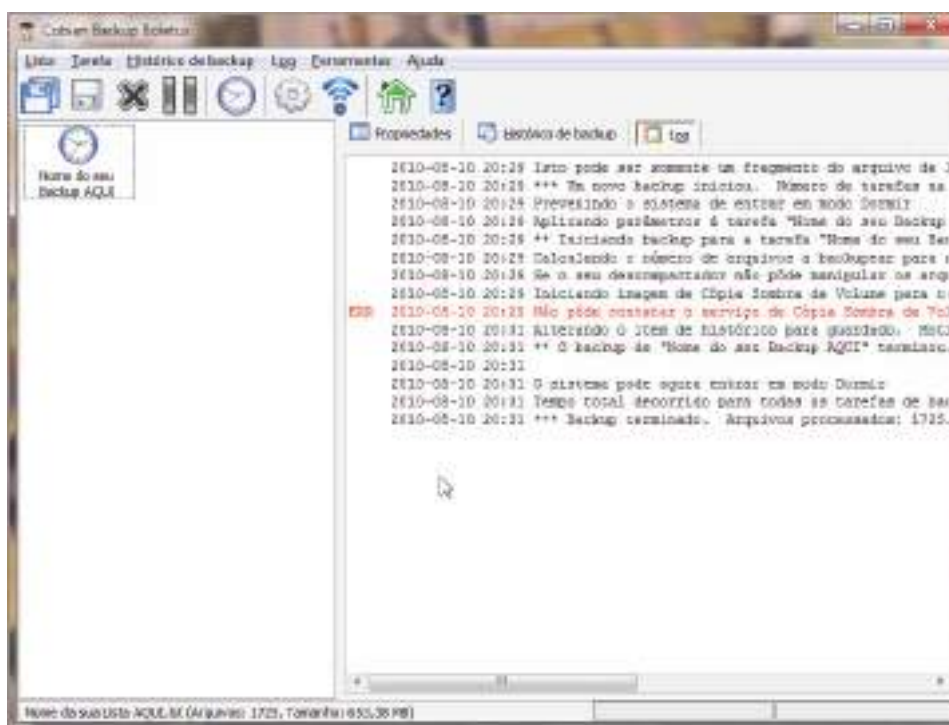 Cobian Backup Boletus
Lista Tarefa Histórico de backup Log Ferramentas Ajuda
Propriedades Histórico de backup Log
Nome do seu
Backup AQUI
2010-08-10 20:29 Isto pode ser somente um fragmento do arquivo de
2010-08-10 20:29 *** Um novo backup iniciou. Número de tarefas na
2010-08-10 20:29 Prevenindo o sistema de entrar em modo Dormir
2010-08-10 20:29 Aplicando parâmetros à tarefa "Nome do seu Backup
2010-08-10 20:29 ** Iniciando backup para a tarefa "Nome do seu Bac
2010-08-10 20:29 Calculando o número de arquivos a backupear para
2010-08-10 20:29 Se o seu descompactador não pôde manipular os arqu
2010-08-10 20:29 Iniciando imagem de Cópia Sombra de Volume para
ERR 2010-08-10 20:29 Não pôde contatar o serviço de Cópia Sombra de Vol
2010-08-10 20:31 Alterando o item de histórico para guardado.
2010-08-10 20:31 ** O backup de "Nome do seu Backup AQUI" terminou.
2010-08-10 20:31
2010-08-10 20:31 O sistema pode agora entrar em modo Dormir
2010-08-10 20:31 Tempo total decorrido para todas as tarefas de bac
2010-08-10 20:31 *** Backup terminado. Arquivos processados: 1725.
Nome da sua Lista AQUI.lst (Arquivos: 1725, Tamanho: 653,38 MB)